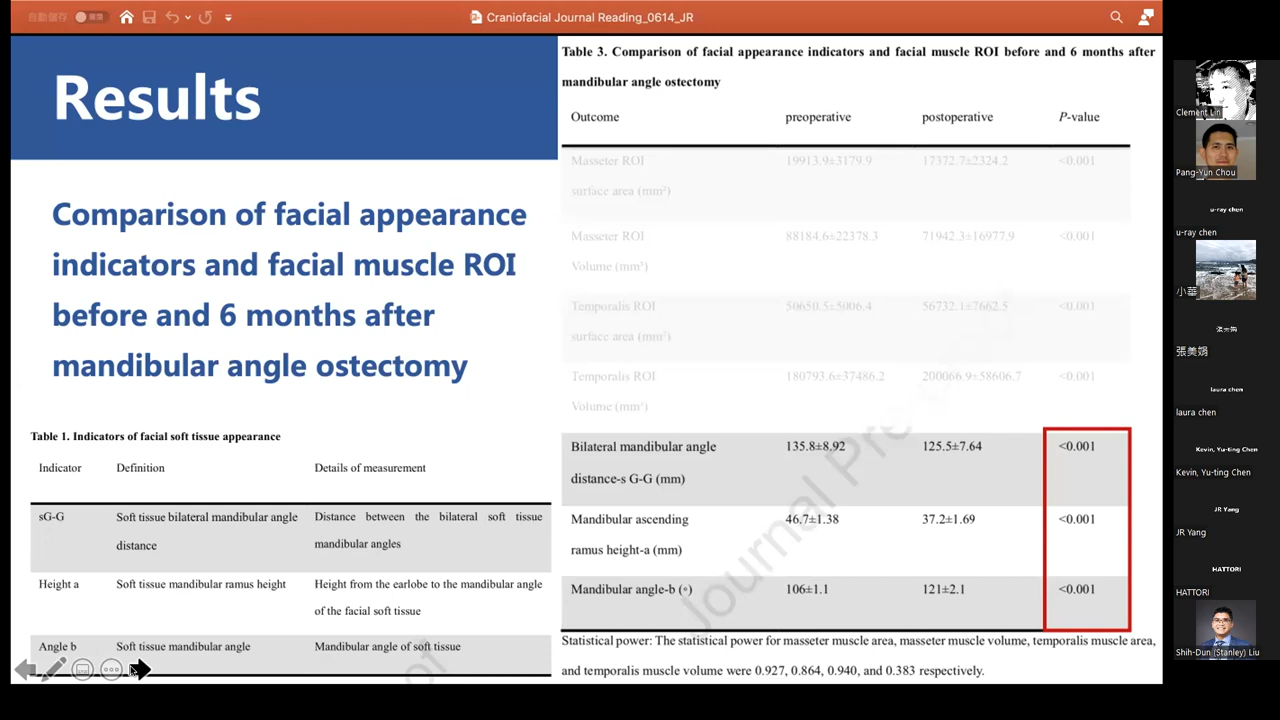 自動儲存
Craniofacial Journal Reading_0614_JR
Results
Comparison of facial appearance
indicators and facial muscle ROI
before and 6 months after
mandibular angle ostectomy
Table 1. Indicators of facial soft tissue appearance
Indicator Definition Details of measurement
sG-G Soft tissue bilateral mandibular angle Distance between the bilateral soft tissue
distance mandibular angles
Height a Soft tissue mandibular ramus height Height from the earlobe to the mandibular angle
of the facial soft tissue
Angle b Soft tissue mandibular angle Mandibular angle of soft tissue
Table 3. Comparison of facial appearance indicators and facial muscle ROI before and 6 months after
mandibular angle ostectomy
Outcome preoperative postoperative P-value
Masseter ROI 19913.9±3179.9 17372.7±2324.2 <0.001
surface area (mm²)
Masseter ROI 88184.6±22378.3 71942.3±16977.9 <0.001
Volume (mm³)
Temporalis ROI 50650.5±5006.4 56732.1±7662.5 <0.001
surface area (mm²)
Temporalis ROI 180793.6±37486.2 200066.9±58606.7 <0.001
Volume (mm³)
Bilateral mandibular angle 135.8±8.92 125.5±7.64 <0.001
distance-s G-G (mm)
Mandibular ascending 46.7±1.38 37.2±1.69 <0.001
ramus height-a (mm)
Mandibular angle-b (°) 106±1.1 121±2.1 <0.001
Statistical power: The statistical power for masseter muscle area, masseter muscle volume, temporalis muscle area,
and temporalis muscle volume were 0.927, 0.864, 0.940, and 0.383 respectively.
Journal Pre
of
Clement Lin
Pang-Yun Chou
u-ray chen
u-ray chen
小華
張美娟
張美娟
laura chen
laura chen
Kevin, Yu-ting Chen
Kevin, Yu-ting Chen
JR Yang
JR Yang
HATTORI
HATTORI
Shih-Dun (Stanley) Liu